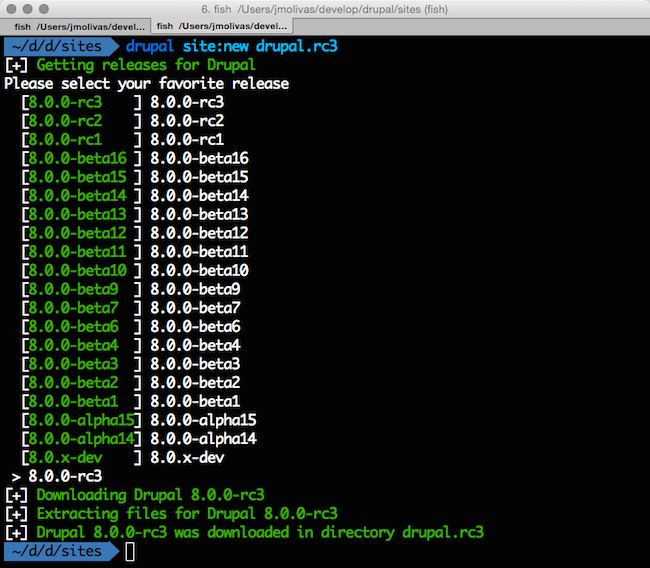 6. fish  /Users/jmolivas/develop/drupal/sites (fish)
fish  /Users/jmolivas/devel... fish  /Users/jmolivas/devel...
~/d/d/sites drupal site:new drupal.rc3
[+] Getting releases for Drupal
Please select your favorite release
[8.0.0-rc3    ] 8.0.0-rc3
[8.0.0-rc2    ] 8.0.0-rc2
[8.0.0-rc1    ] 8.0.0-rc1
[8.0.0-beta16 ] 8.0.0-beta16
[8.0.0-beta15 ] 8.0.0-beta15
[8.0.0-beta14 ] 8.0.0-beta14
[8.0.0-beta13 ] 8.0.0-beta13
[8.0.0-beta12 ] 8.0.0-beta12
[8.0.0-beta11 ] 8.0.0-beta11
[8.0.0-beta10 ] 8.0.0-beta10
[8.0.0-beta9  ] 8.0.0-beta9
[8.0.0-beta7  ] 8.0.0-beta7
[8.0.0-beta6  ] 8.0.0-beta6
[8.0.0-beta4  ] 8.0.0-beta4
[8.0.0-beta3  ] 8.0.0-beta3
[8.0.0-beta2  ] 8.0.0-beta2
[8.0.0-beta1  ] 8.0.0-beta1
[8.0.0-alpha15] 8.0.0-alpha15
[8.0.0-alpha14] 8.0.0-alpha14
[8.0.x-dev    ] 8.0.x-dev
> 8.0.0-rc3
[+] Downloading Drupal 8.0.0-rc3
[+] Extracting files for Drupal 8.0.0-rc3
[+] Drupal 8.0.0-rc3 was downloaded in directory drupal.rc3
~/d/d/sites